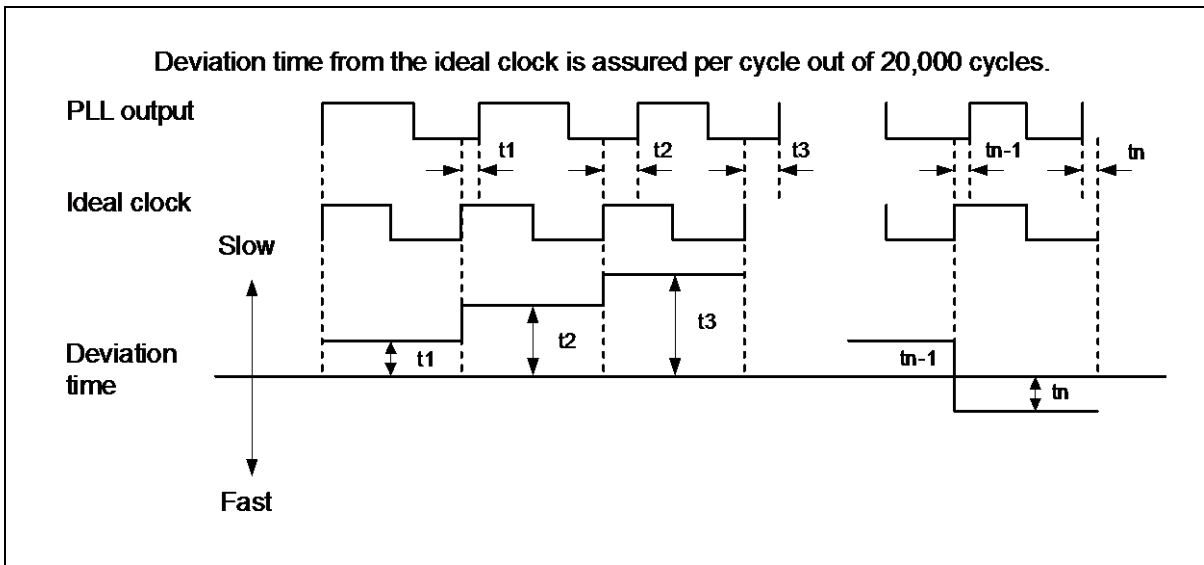 Deviation time from the ideal clock is assured per cycle out of 20,000 cycles.
PLL output
t1
t2
t3
tn-1
tn
Ideal clock
Slow
Deviation
time
t1
t2
t3
tn-1
tn
Fast